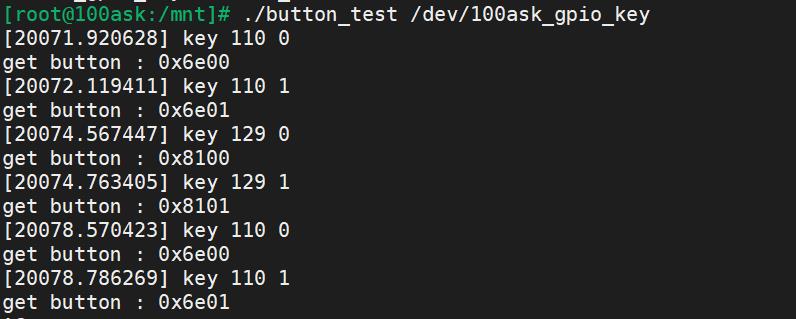 [root@100ask:/mnt]# ./button_test /dev/100ask_gpio_key
[20071.920628] key 110 0
get button : 0x6e00
[20072.119411] key 110 1
get button : 0x6e01
[20074.567447] key 129 0
get button : 0x8100
[20074.763405] key 129 1
get button : 0x8101
[20078.570423] key 110 0
get button : 0x6e00
[20078.786269] key 110 1
get button : 0x6e01